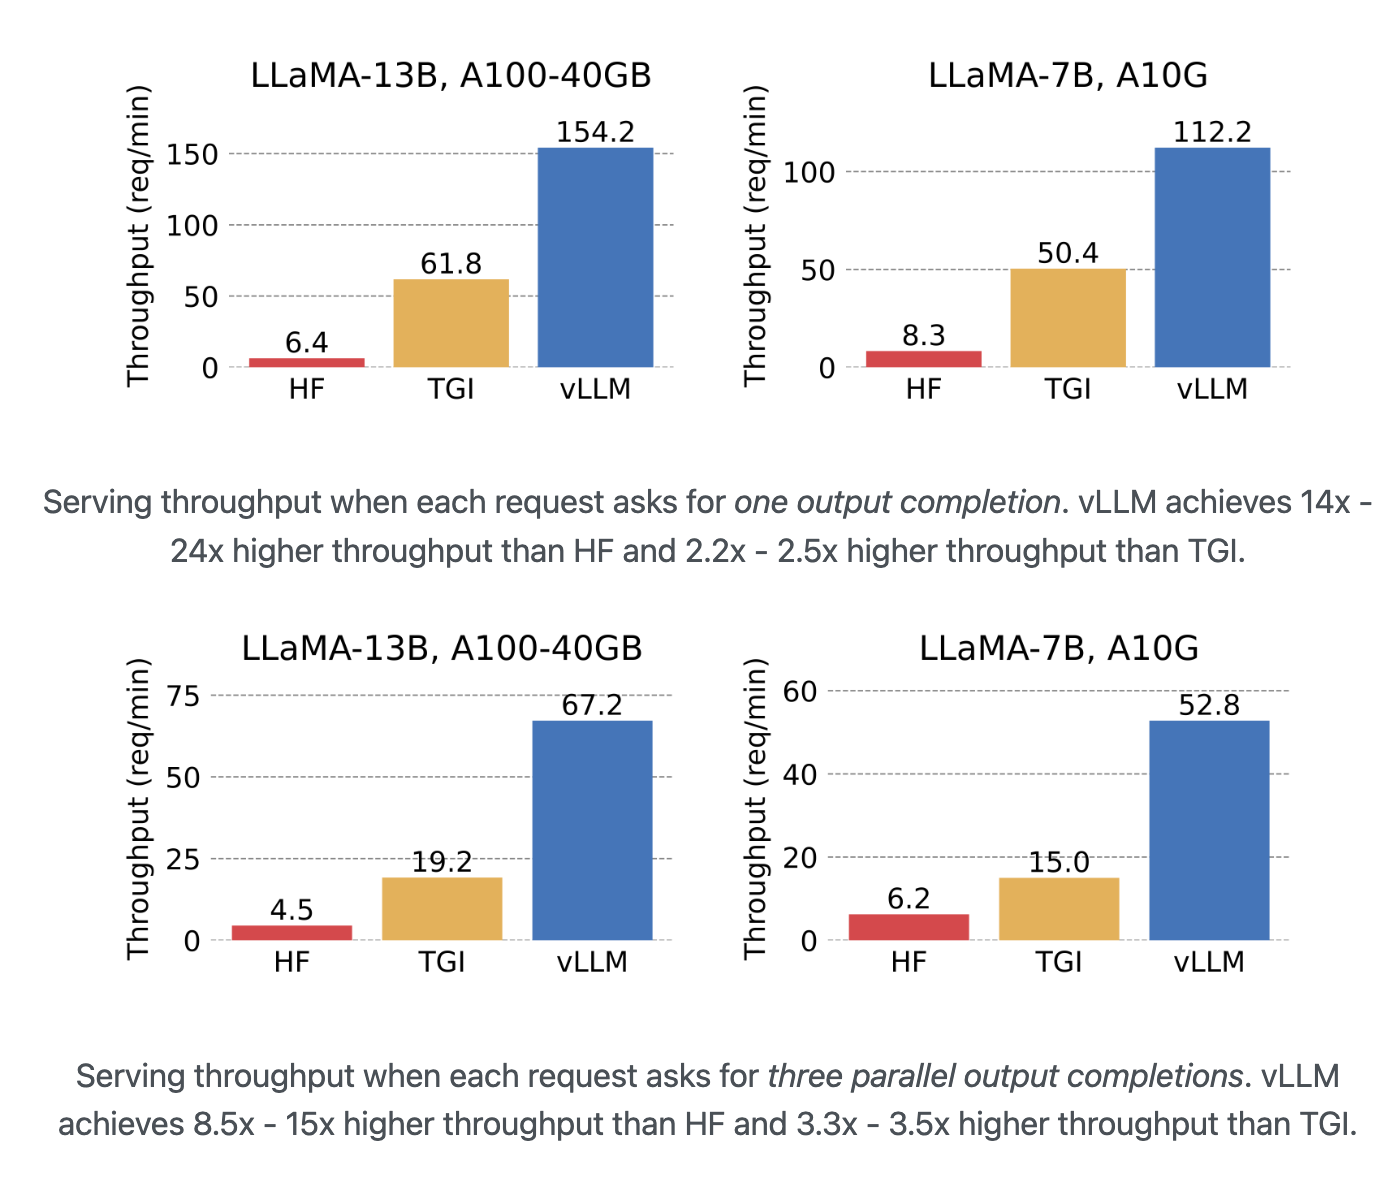 LLaMA-13B, A100-40GB
Throughput (req/min)
150
100
50
0
6.4
61.8
154.2
HF
TGI
vLLM
LLaMA-7B, A10G
Throughput (req/min)
100
50
0
8.3
50.4
112.2
HF
TGI
vLLM
Serving throughput when each request asks for one output completion. vLLM achieves 14x -
24x higher throughput than HF and 2.2x - 2.5x higher throughput than TGI.
LLaMA-13B, A100-40GB
Throughput (req/min)
75
50
25
0
4.5
19.2
67.2
HF
TGI
vLLM
LLaMA-7B, A10G
Throughput (req/min)
60
40
20
0
6.2
15.0
52.8
HF
TGI
vLLM
Serving throughput when each request asks for three parallel output completions. vLLM
achieves 8.5x - 15x higher throughput than HF and 3.3x - 3.5x higher throughput than TGI.